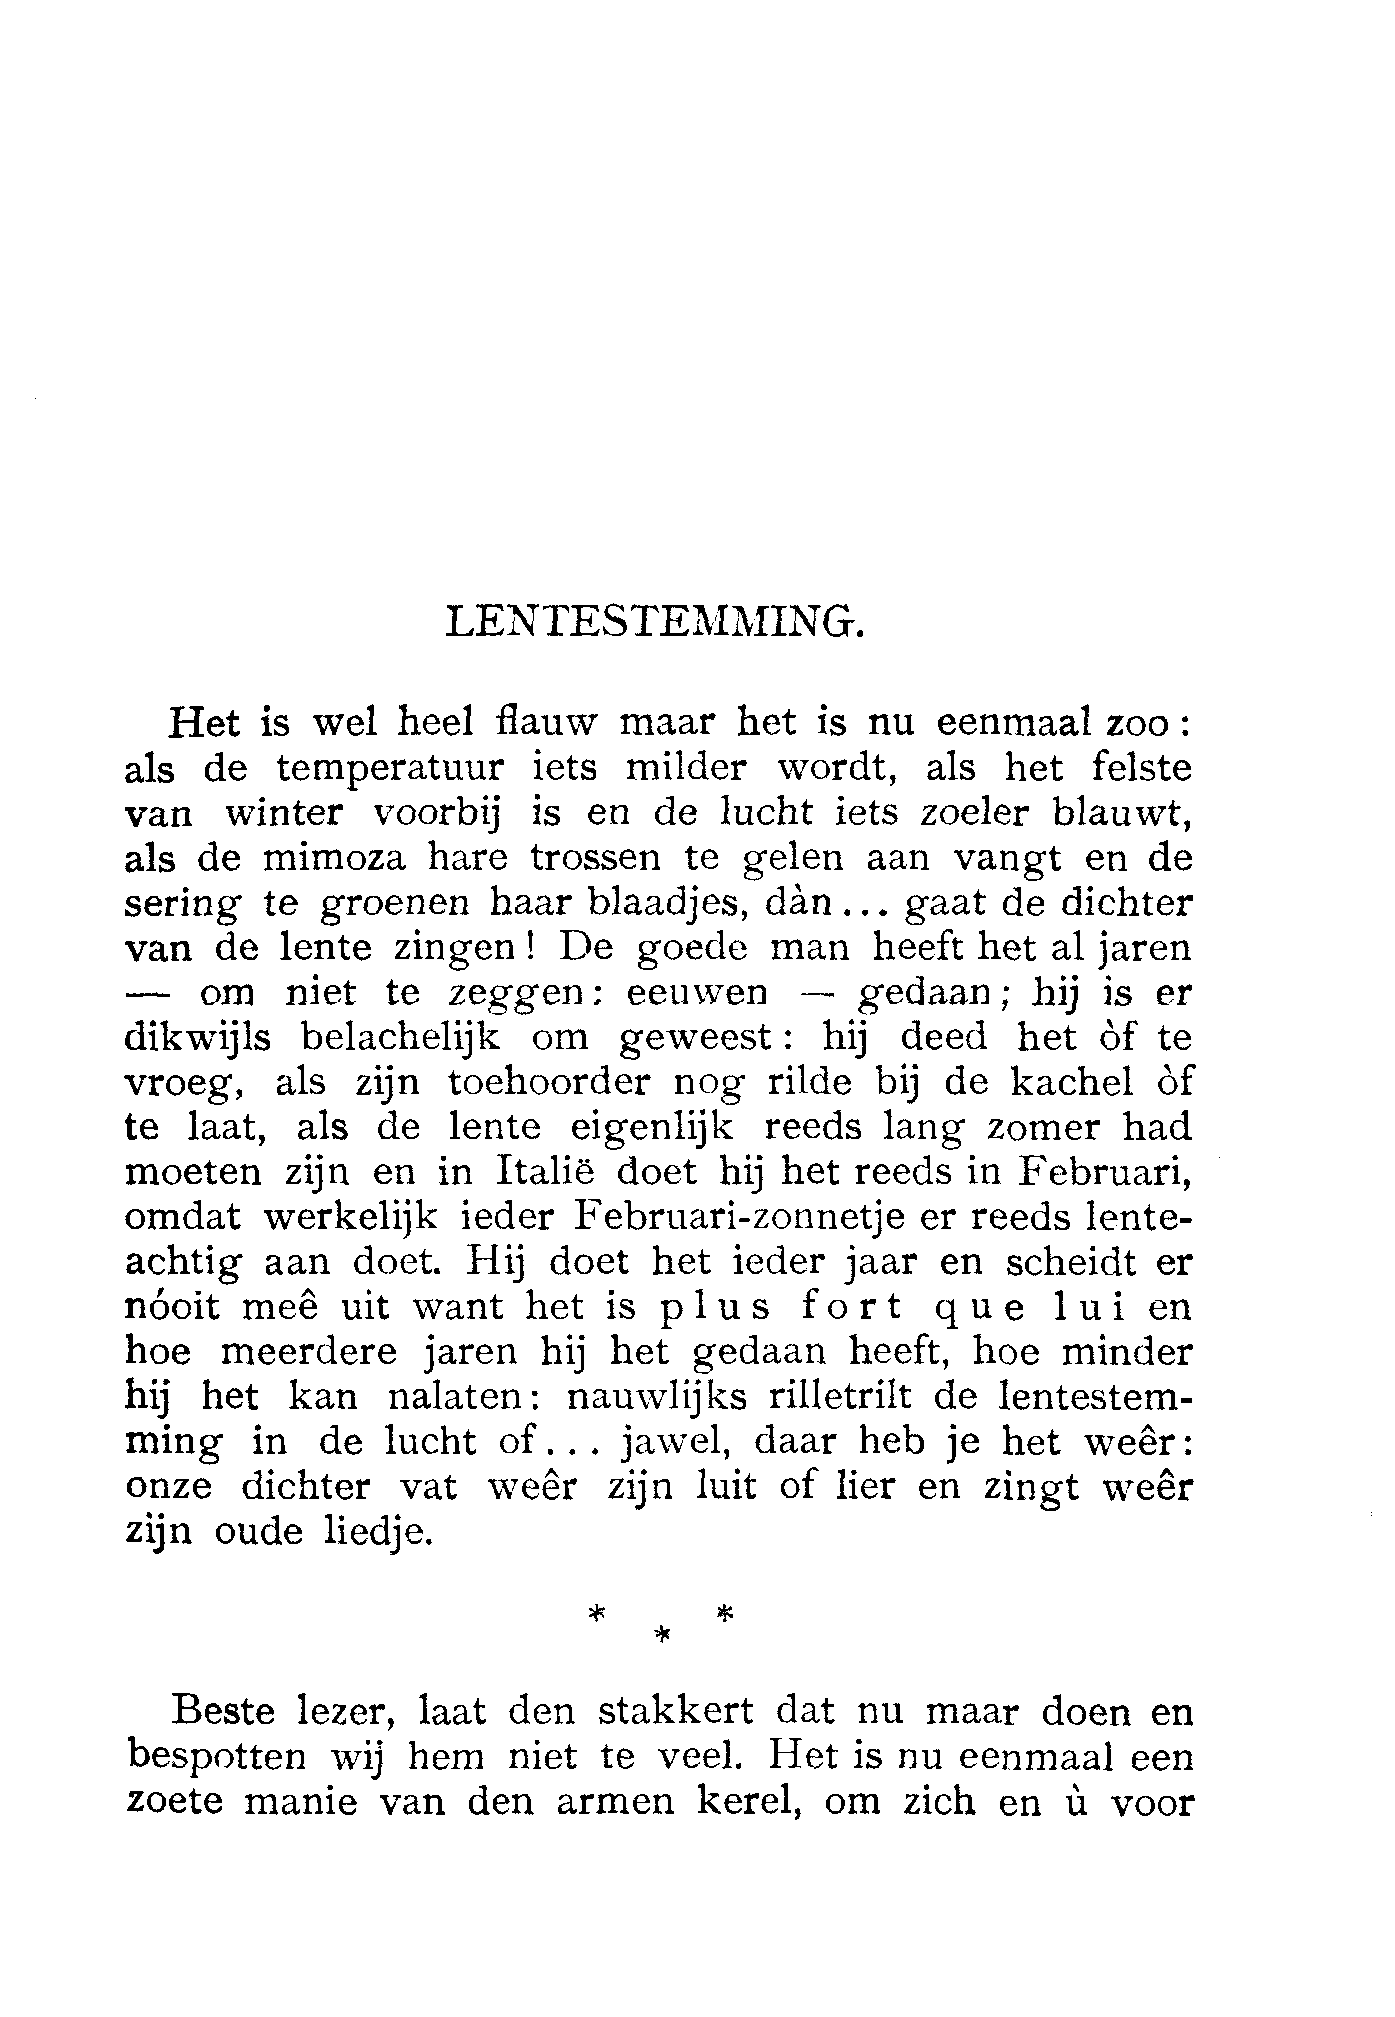 LENTESTEMMING.
Het is wel heel flauw maar het is nu eenmaal zoo :
als de temperatuur iets milder wordt, als het felste
van winter voorbij is en de lucht iets zoeler blauwt,
als de mimoza hare trossen te gelen aan vangt en de
sering te groenen haar blaadjes, dàn ... gaat de dichter
van de lente zingen ! De goede man heeft het al jaren
— om niet te zeggen : eeuwen — gedaan ; hij is er
dikwijls belachelijk om geweest : hij deed het òf te
vroeg, als zijn toehoorder nog rilde bij de kachel òf
te laat, als de lente eigenlijk reeds lang zomer had
moeten zijn en in Italië doet hij het reeds in Februari,
omdat werkelijk ieder Februari-zonnetje er reeds lente-
achtig aan doet. Hij doet het ieder jaar en scheidt er
nóoit meê uit want het is plus fort que lui en
hoe meerdere jaren hij het gedaan heeft, hoe minder
hij het kan nalaten : nauwlijks rilletrilt de lentestem-
ming in de lucht of... jawel, daar heb je het weêr :
onze dichter vat weêr zijn luit of lier en zingt weêr
zijn oude liedje.
* * *
Beste lezer, laat den stakkert dat nu maar doen en
bespotten wij hem niet te veel. Het is nu eenmaal een
zoete manie van den armen kerel, om zich en ù voor